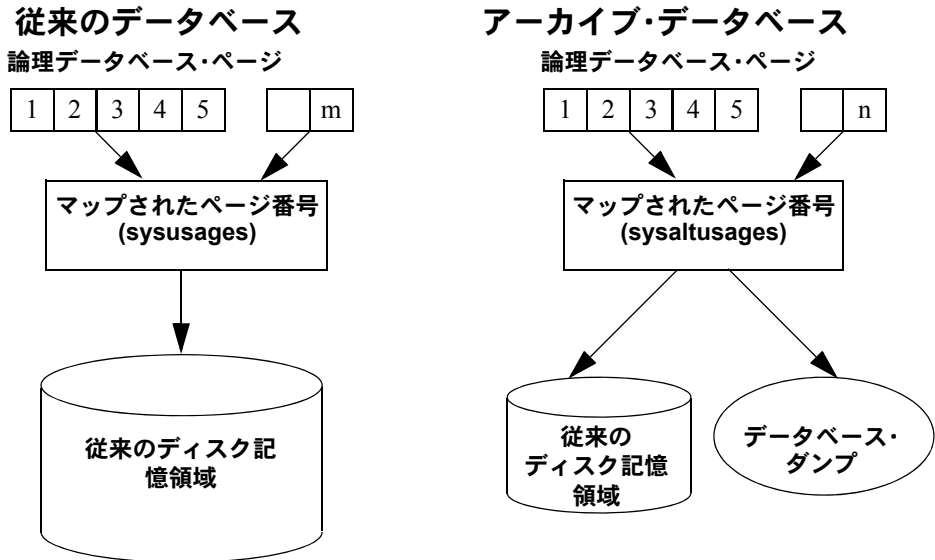 従来のデータベース
論理データベース・ページ
1 2 3 4 5 m
マップされたページ番号
(sysusages)
従来のディスク記
憶領域
アーカイブ・データベース
論理データベース・ページ
1 2 3 4 5 n
マップされたページ番号
(sysaltusages)
従来の
ディスク記憶
領域
データベース・
ダンプ